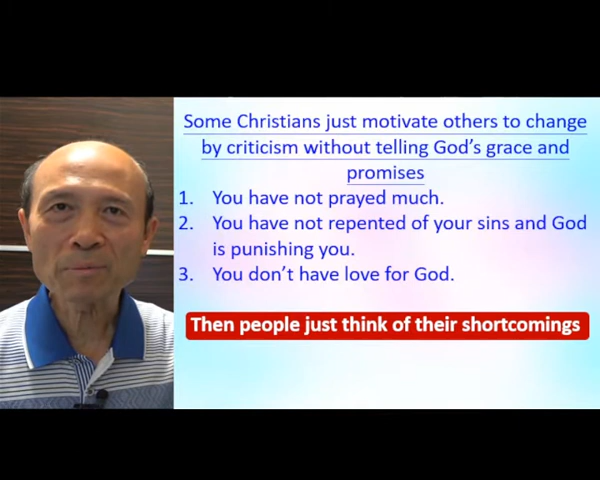 Some Christians just motivate others to change
by criticism without telling God's grace and
promises
1. You have not prayed much.
2. You have not repented of your sins and God
is punishing you.
3. You don't have love for God.
Then people just think of their shortcomings